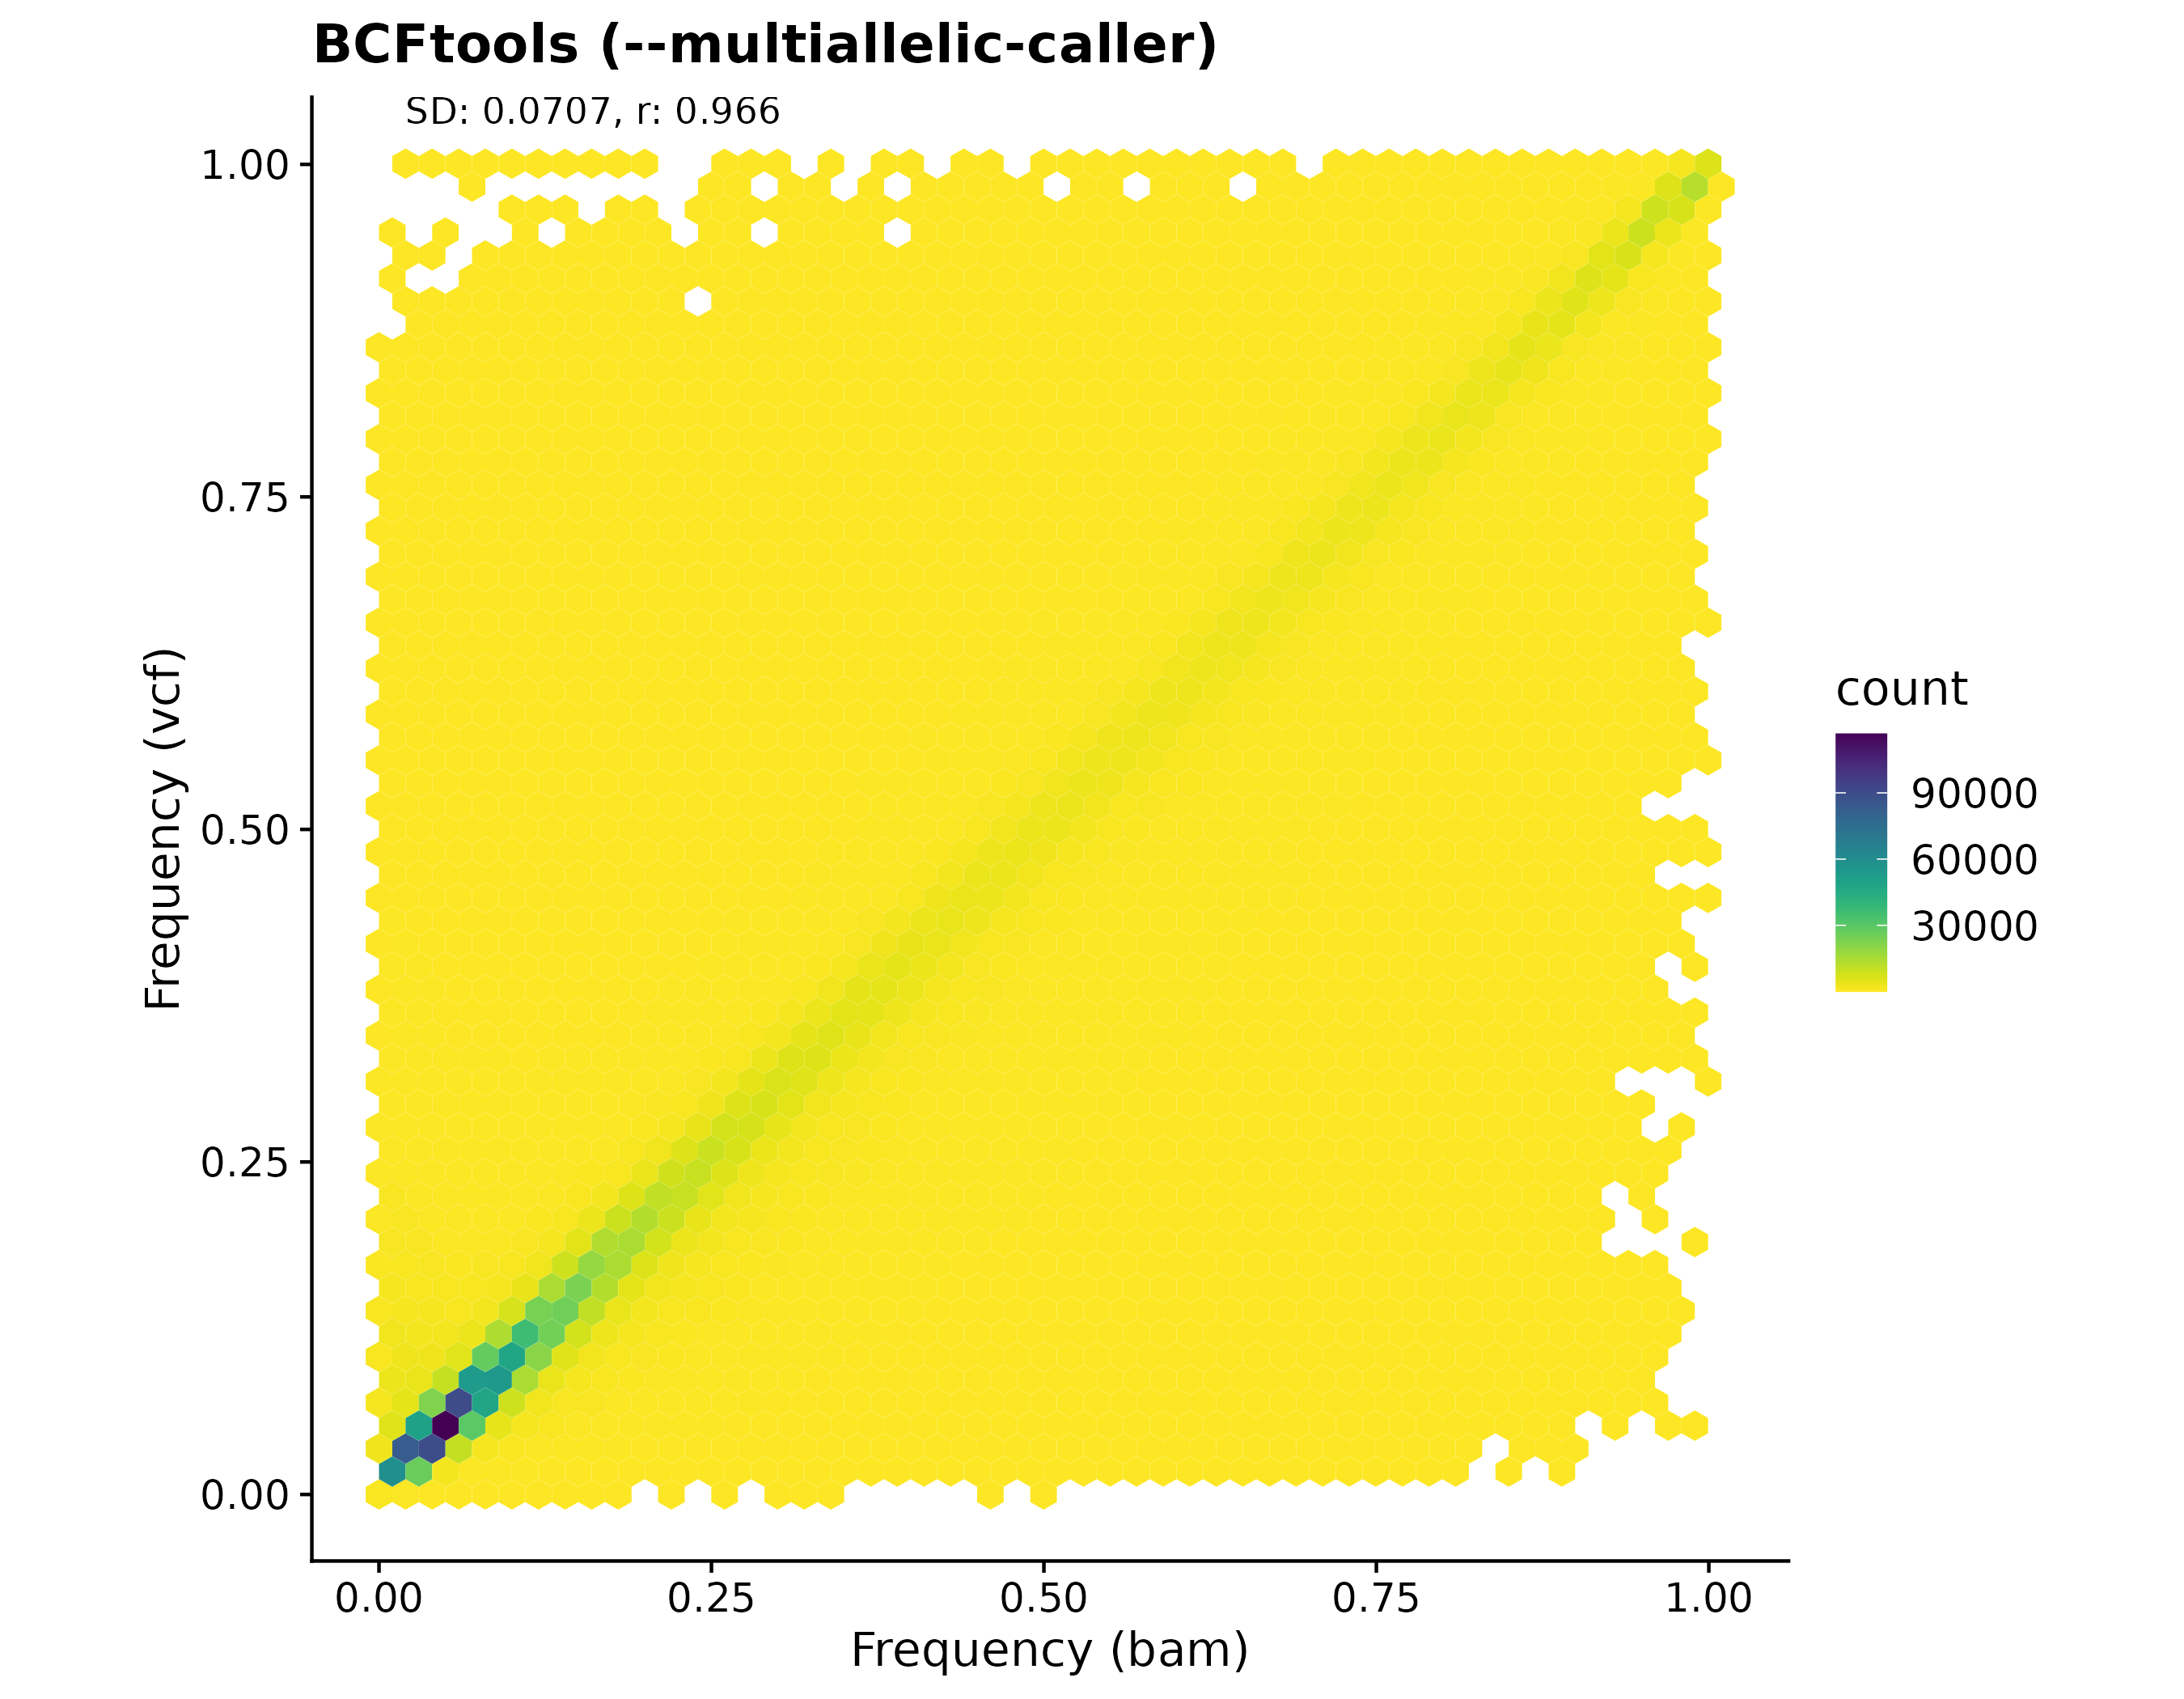 BCFtools (--multiallelic-caller)
SD: 0.0707, r: 0.966
1.00
0.75
0.50
0.25
0.00
Frequency (vcf)
0.00 0.25 0.50 0.75 1.00
Frequency (bam)
count
90000
60000
30000